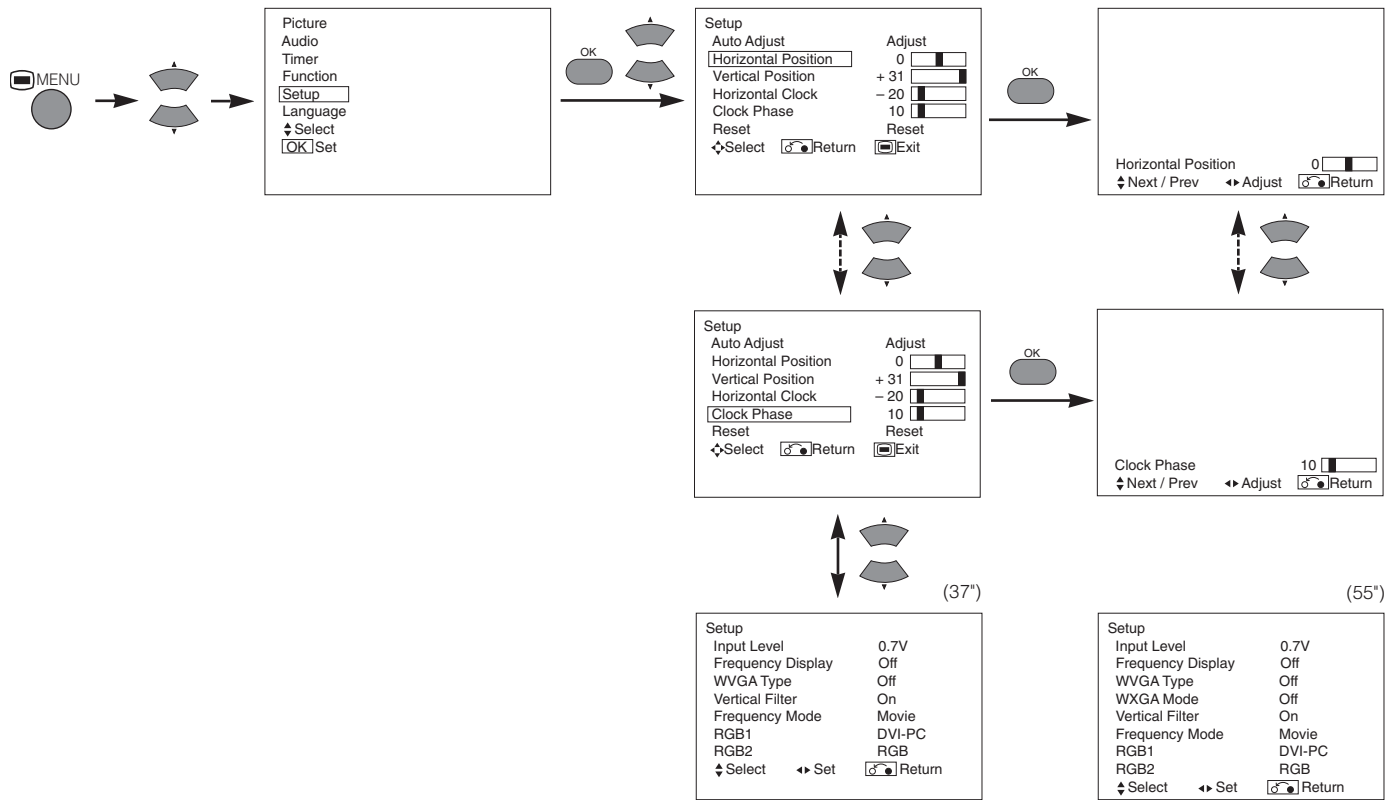 MENU
Picture
Audio
Timer
Function
Setup
Language
Select
OK Set
OK
Setup
Auto Adjust Adjust
Horizontal Position 0
Vertical Position + 31
Horizontal Clock – 20
Clock Phase 10
Reset Reset
Select Return Exit
OK
Horizontal Position 0
Next / Prev Adjust Return
Setup
Auto Adjust Adjust
Horizontal Position 0
Vertical Position + 31
Horizontal Clock – 20
Clock Phase 10
Reset Reset
Select Return Exit
OK
Clock Phase 10
Next / Prev Adjust Return
(37")
Setup
Input Level 0.7V
Frequency Display Off
WVGA Type Off
Vertical Filter On
Frequency Mode Movie
RGB1 DVI-PC
RGB2 RGB
Select Set Return
(55")
Setup
Input Level 0.7V
Frequency Display Off
WVGA Type Off
WXGA Mode Off
Vertical Filter On
Frequency Mode Movie
RGB1 DVI-PC
RGB2 RGB
Select Set Return